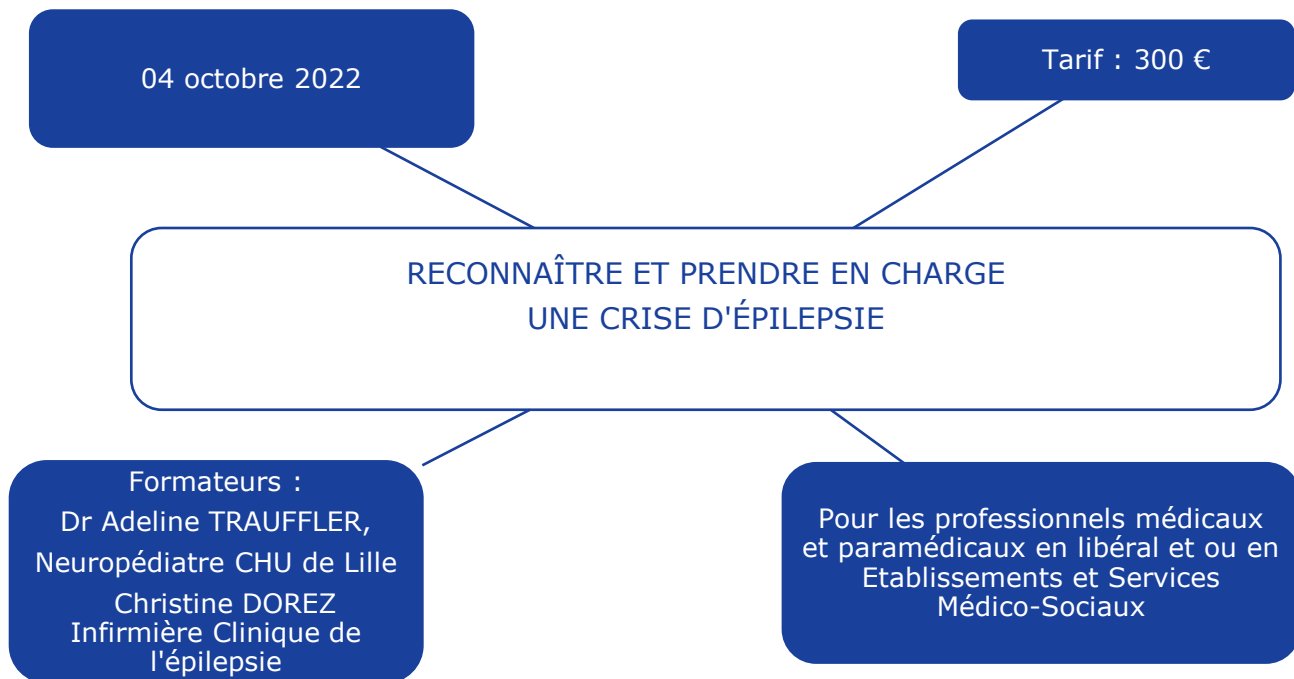 04 octobre 2022
Tarif : 300 €
RECONNAÎTRE ET PRENDRE EN CHARGE
UNE CRISE D'ÉPILEPSIE
Formateurs :
Dr Adeline TRAUFFLER,
Neuropédiatre CHU de Lille
Christine DOREZ
Infirmière Clinique de
l'épilepsie
Pour les professionnels médicaux
et paramédicaux en libéral et ou en
Etablissements et Services
Médico-Sociaux